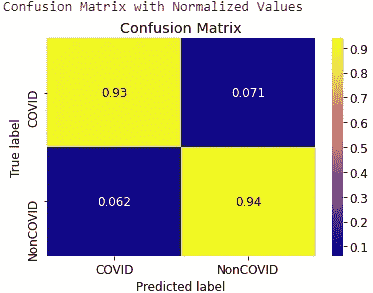 Confusion Matrix with Normalized Values
Confusion Matrix
True label
COVID
NonCOVID
0.93
0.071
0.062
0.94
COVID
NonCOVID
Predicted label
0.9
0.8
0.7
0.6
0.5
0.4
0.3
0.2
0.1